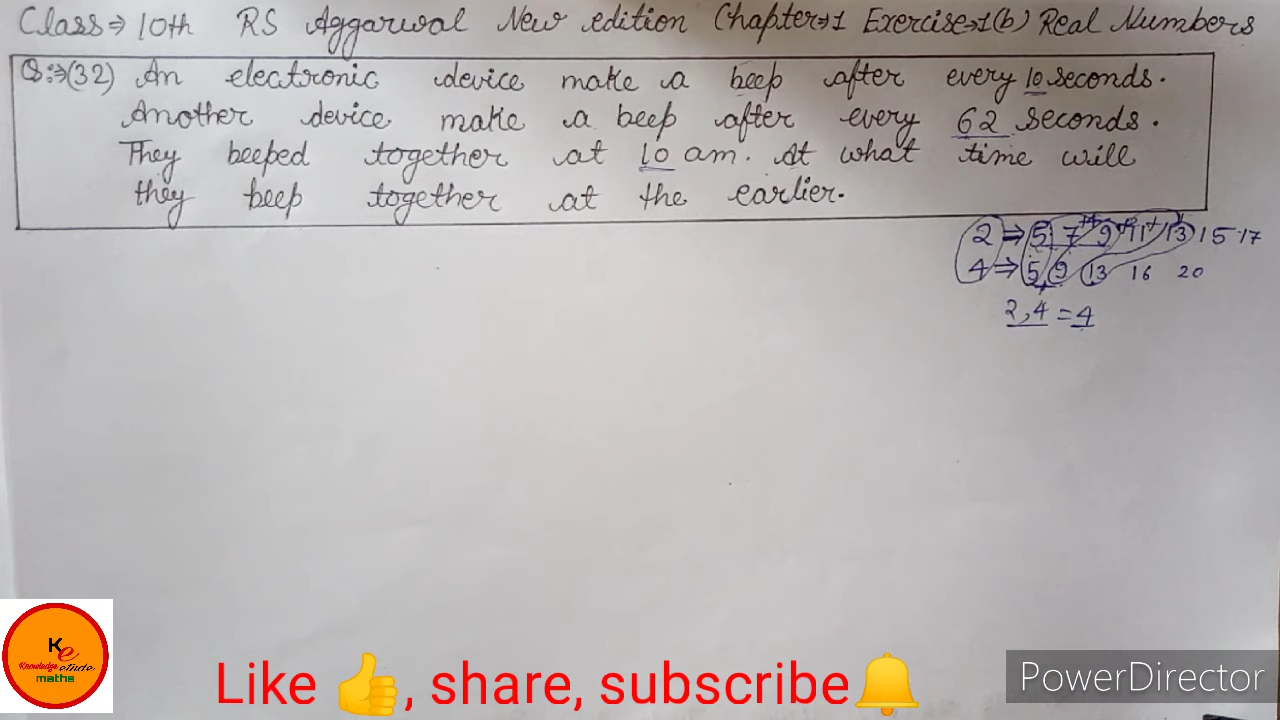 Class⇒10th RS Aggarwal New edition Chapter⇒1 Exercise⇒1(b) Real Numbers
Q:⇒(32) An electronic device make a beep after every 10 seconds.
Another device make a beep after every 62 seconds.
They beeped together at 10 am. At what time will
they beep together at the earlier.
2 ⇒ 5 7 9 11 13 15 17
4 ⇒ 5 9 13 16 20
2,4 = 4
Ke
Knowledge etude
maths
Like 👍, share, subscribe🔔
PowerDirector